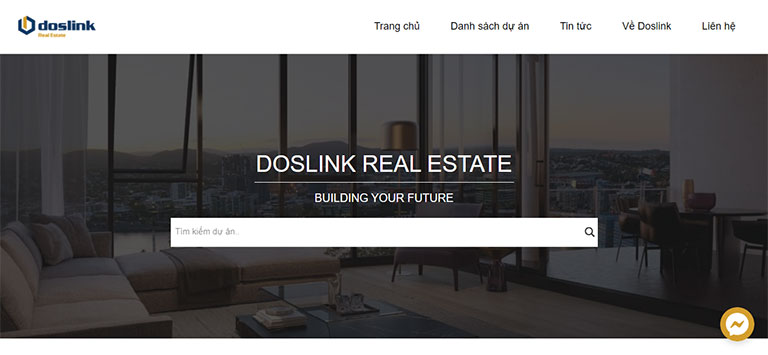 doslink
Real Estate
Trang chủ
Danh sách dự án
Tin tức
Về Doslink
Liên hệ
DOSLINK REAL ESTATE
BUILDING YOUR FUTURE
Tìm kiếm dự án..